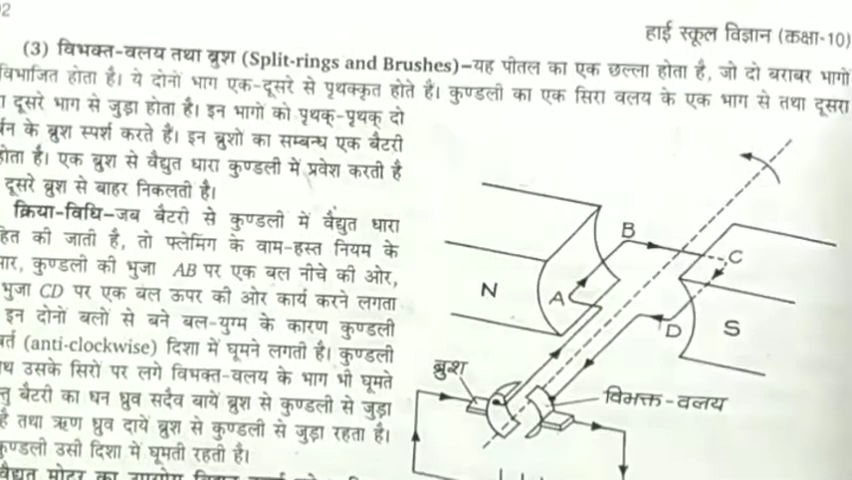 02
हाई स्कूल विज्ञान (कक्षा-10)
(3) विभक्त-वलय तथा ब्रुश (Split-rings and Brushes)–यह पीतल का एक छल्ला होता है, जो दो बराबर भागों
विभाजित होता है। ये दोनों भाग एक-दूसरे से पृथक्कृत होते हैं। कुण्डली का एक सिरा वलय के एक भाग से तथा दूसरा
दूसरे भाग से जुड़ा होता है। इन भागों को पृथक्-पृथक् दो
के ब्रुश स्पर्श करते हैं। इन ब्रुशों का सम्बन्ध एक बैटरी
होता है। एक ब्रुश से वैद्युत धारा कुण्डली में प्रवेश करती है
दूसरे ब्रुश से बाहर निकलती है।
क्रिया-विधि–जब बैटरी से कुण्डली में वैद्युत धारा
की जाती है, तो फ्लेमिंग के वाम-हस्त नियम के
कुण्डली की भुजा AB पर एक बल नीचे की ओर,
भुजा CD पर एक बल ऊपर की ओर कार्य करने लगता
इन दोनों बलों से बने बल-युग्म के कारण कुण्डली
(anti-clockwise) दिशा में घूमने लगती है। कुण्डली
उसके सिरों पर लगे विभक्त-वलय के भाग भी घूमते
बैटरी का धन ध्रुव सदैव बायें ब्रुश से कुण्डली से जुड़ा
है तथा ऋण ध्रुव दायें ब्रुश से कुण्डली से जुड़ा रहता है।
कुण्डली उसी दिशा में घूमती रहती है।
वैद्युत मोटर का उपयोग
B
C
N
A
D
S
ब्रुश
विभक्त-वलय